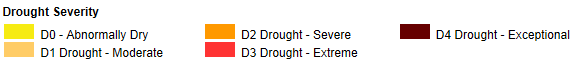 Drought Severity
D0 - Abnormally Dry D2 Drought - Severe D4 Drought - Exceptional
D1 Drought - Moderate D3 Drought - Extreme